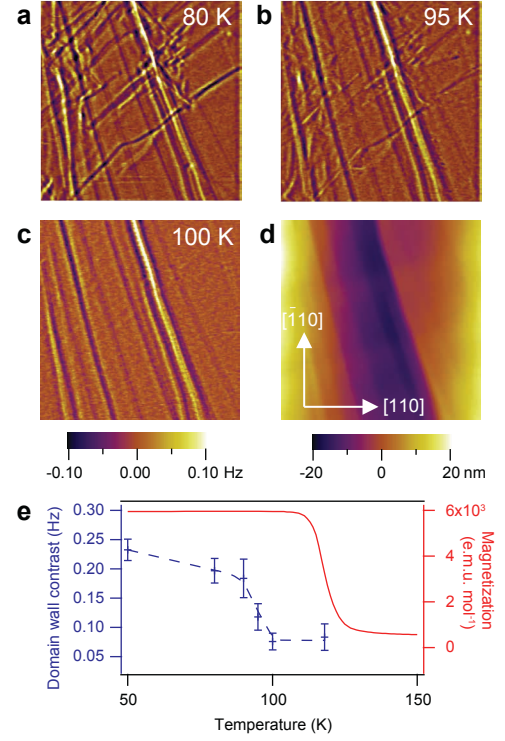 a
80 K
b
95 K
c
100 K
d
[1̄10]
[110]
-0.10
0.00
0.10 Hz
-20
0
20 nm
e
Domain wall contrast (Hz)
0.30
0.25
0.20
0.15
0.10
0.05
6x10³
4
2
0
Magnetization
(e.m.u. mol⁻¹)
50
100
150
Temperature (K)